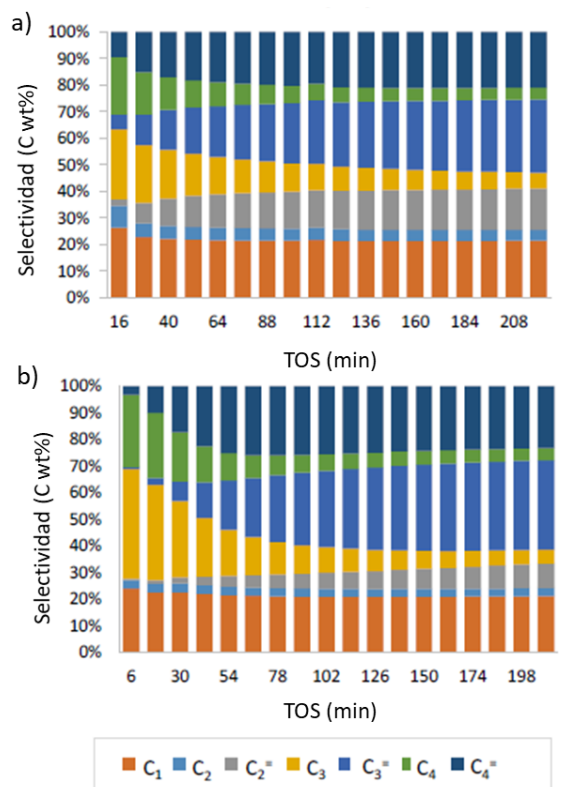 a)
100%
90%
80%
70%
60%
50%
40%
30%
20%
10%
0%
Selectividad (C wt%)
16 40 64 88 112 136 160 184 208
TOS (min)
b)
100%
90%
80%
70%
60%
50%
40%
30%
20%
10%
0%
Selectividad (C wt%)
6 30 54 78 102 126 150 174 198
TOS (min)
C₁ C₂ C₂⁼ C₃ C₃⁼ C₄ C₄⁼